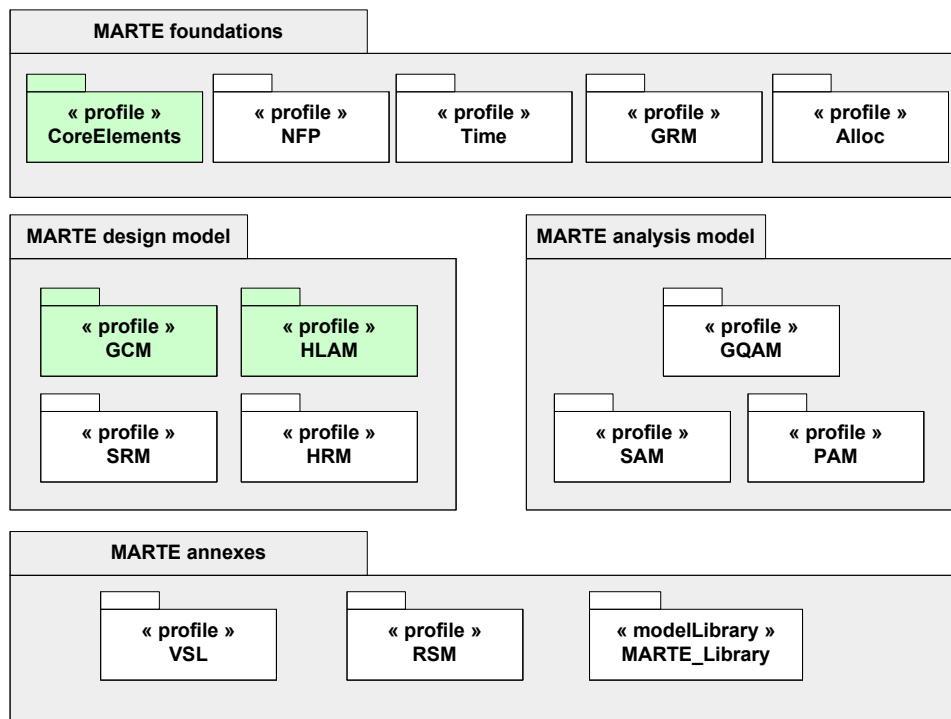 MARTE foundations
« profile »
CoreElements
« profile »
NFP
« profile »
Time
« profile »
GRM
« profile »
Alloc
MARTE design model
« profile »
GCM
« profile »
HLAM
« profile »
SRM
« profile »
HRM
MARTE analysis model
« profile »
GQAM
« profile »
SAM
« profile »
PAM
MARTE annexes
« profile »
VSL
« profile »
RSM
« modelLibrary »
MARTE_Library